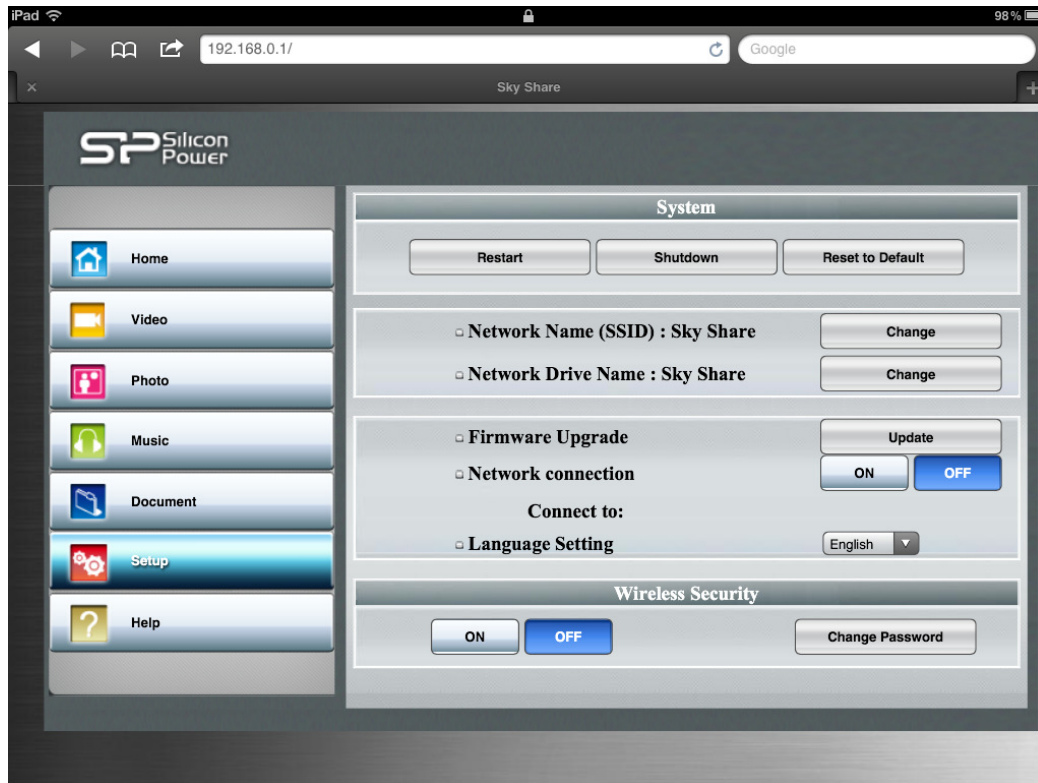 iPad 98%
192.168.0.1/ Google
Sky Share
SP Silicon Power
Home
Video
Photo
Music
Document
Setup
Help
System
Restart Shutdown Reset to Default
Network Name (SSID) : Sky Share Change
Network Drive Name : Sky Share Change
Firmware Upgrade Update
Network connection ON OFF
Connect to:
Language Setting English
Wireless Security
ON OFF Change Password